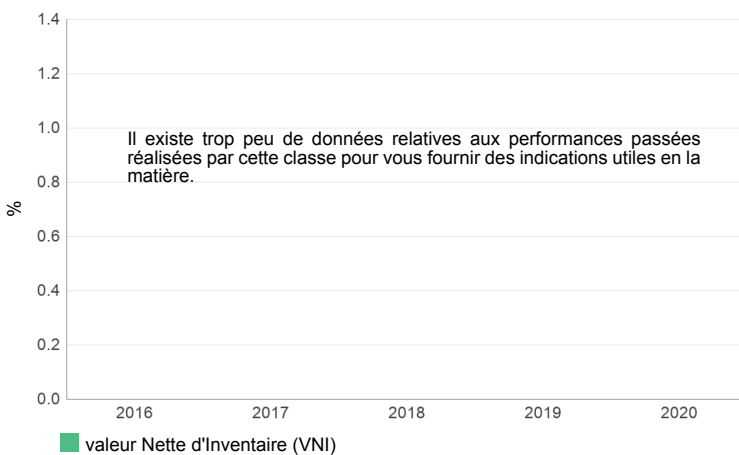 1.4
1.2
1.0
Il existe trop peu de données relatives aux performances passées
réalisées par cette classe pour vous fournir des indications utiles en la
matière.
0.8
%
0.6
0.4
0.2
0.0
2016 2017 2018 2019 2020
valeur Nette d'Inventaire (VNI)